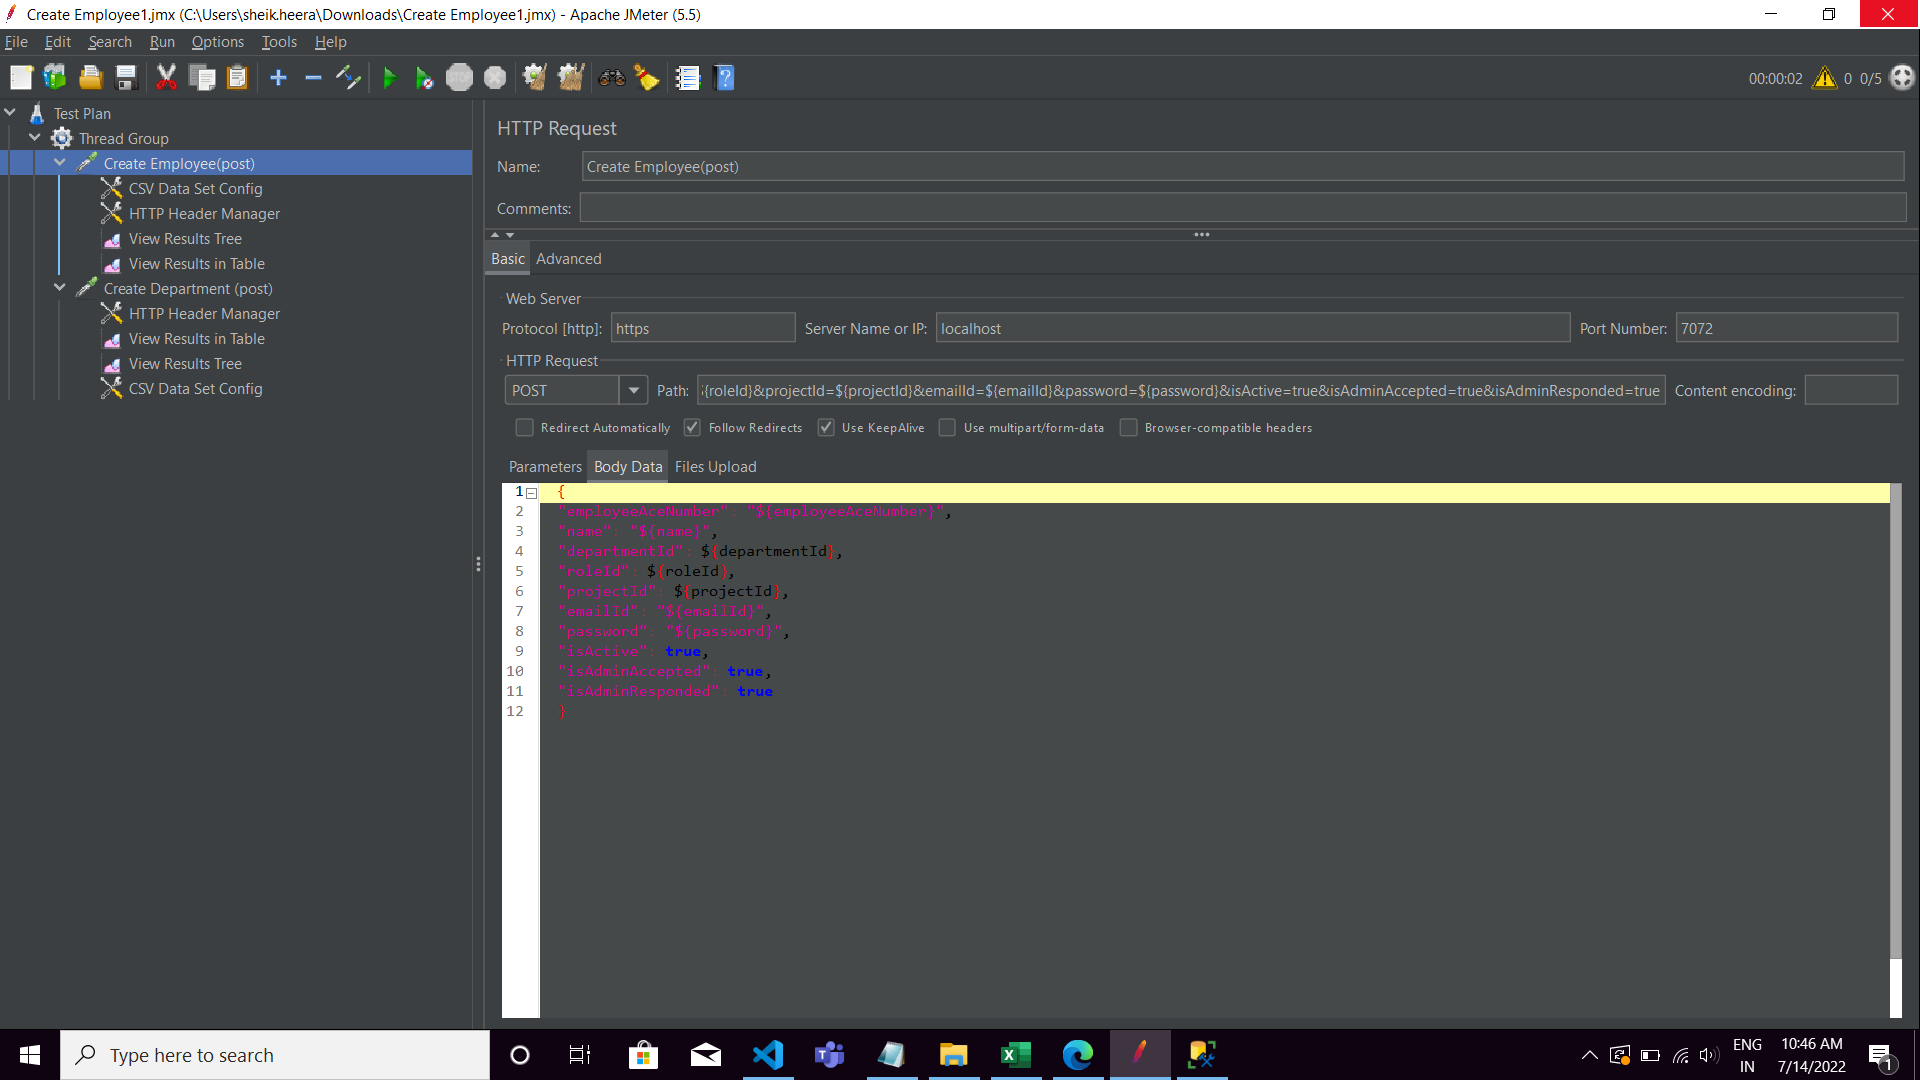 Create Employee1.jmx (C:\Users\sheik.heera\Downloads\Create Employee1.jmx) - Apache JMeter (5.5)
File Edit Search Run Options Tools Help
STOP
00:00:02 0 0/5
Test Plan
Thread Group
Create Employee(post)
CSV Data Set Config
HTTP Header Manager
View Results Tree
View Results in Table
Create Department (post)
HTTP Header Manager
View Results in Table
View Results Tree
CSV Data Set Config
HTTP Request
Name: Create Employee(post)
Comments:
Basic Advanced
Web Server
Protocol [http]: https Server Name or IP: localhost Port Number: 7072
HTTP Request
POST Path: {roleId}&projectId=${projectId}&emailId=${emailId}&password=${password}&isActive=true&isAdminAccepted=true&isAdminResponded=true Content encoding:
Redirect Automatically Follow Redirects Use KeepAlive Use multipart/form-data Browser-compatible headers
Parameters Body Data Files Upload
1 {
2 "employeeAceNumber": "${employeeAceNumber}",
3 "name": "${name}",
4 "departmentId": ${departmentId},
5 "roleId": ${roleId},
6 "projectId": ${projectId},
7 "emailId": "${emailId}",
8 "password": "${password}",
9 "isActive": true,
10 "isAdminAccepted": true,
11 "isAdminResponded": true
12 }
Type here to search
ENG
IN
10:46 AM
7/14/2022
1